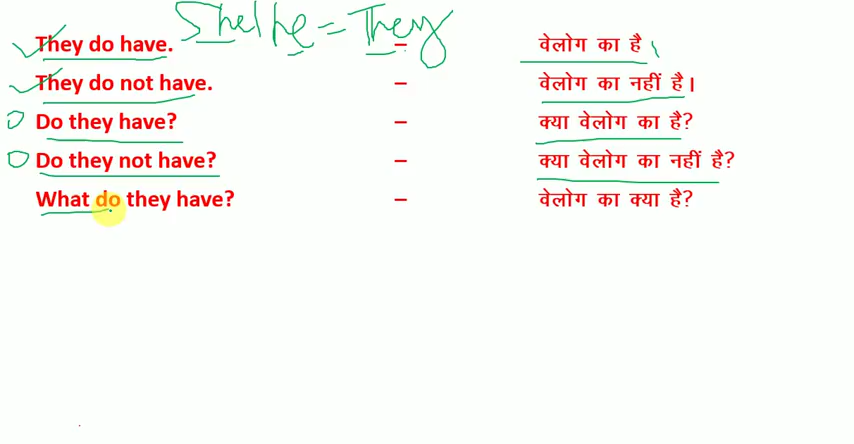 She/he = They
They do have. – वेलोग का है।
They do not have. – वेलोग का नहीं है।
Do they have? – क्या वेलोग का है?
Do they not have? – क्या वेलोग का नहीं है?
What do they have? – वेलोग का क्या है?